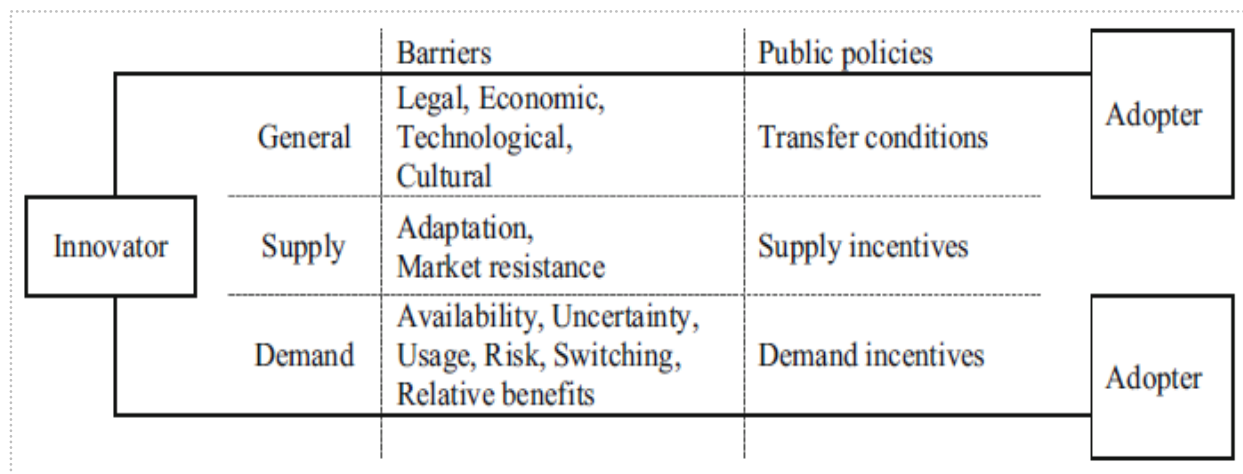 Barriers
Public policies
Adopter
General
Legal, Economic,
Technological,
Cultural
Transfer conditions
Innovator
Supply
Adaptation,
Market resistance
Supply incentives
Demand
Availability, Uncertainty,
Usage, Risk, Switching,
Relative benefits
Demand incentives
Adopter